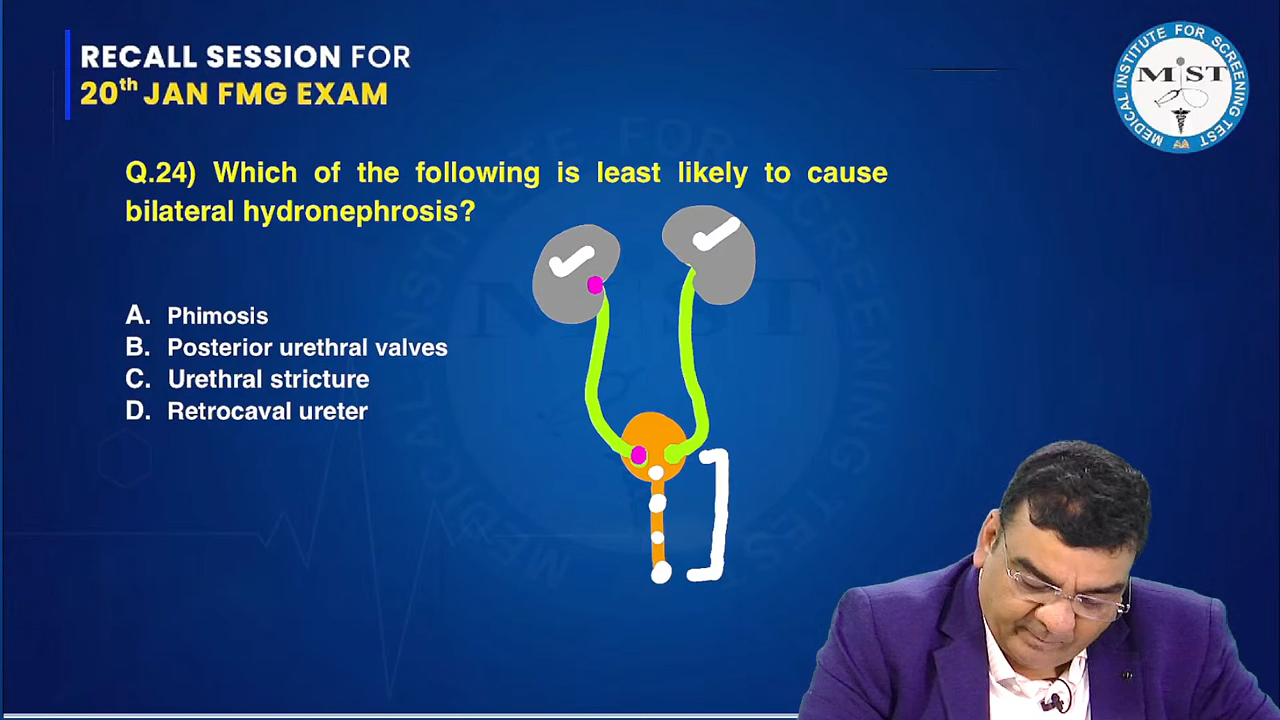 RECALL SESSION FOR
20th JAN FMG EXAM
MEDICAL INSTITUTE FOR SCREENING TEST
MIST
Q.24) Which of the following is least likely to cause
bilateral hydronephrosis?
A. Phimosis
B. Posterior urethral valves
C. Urethral stricture
D. Retrocaval ureter